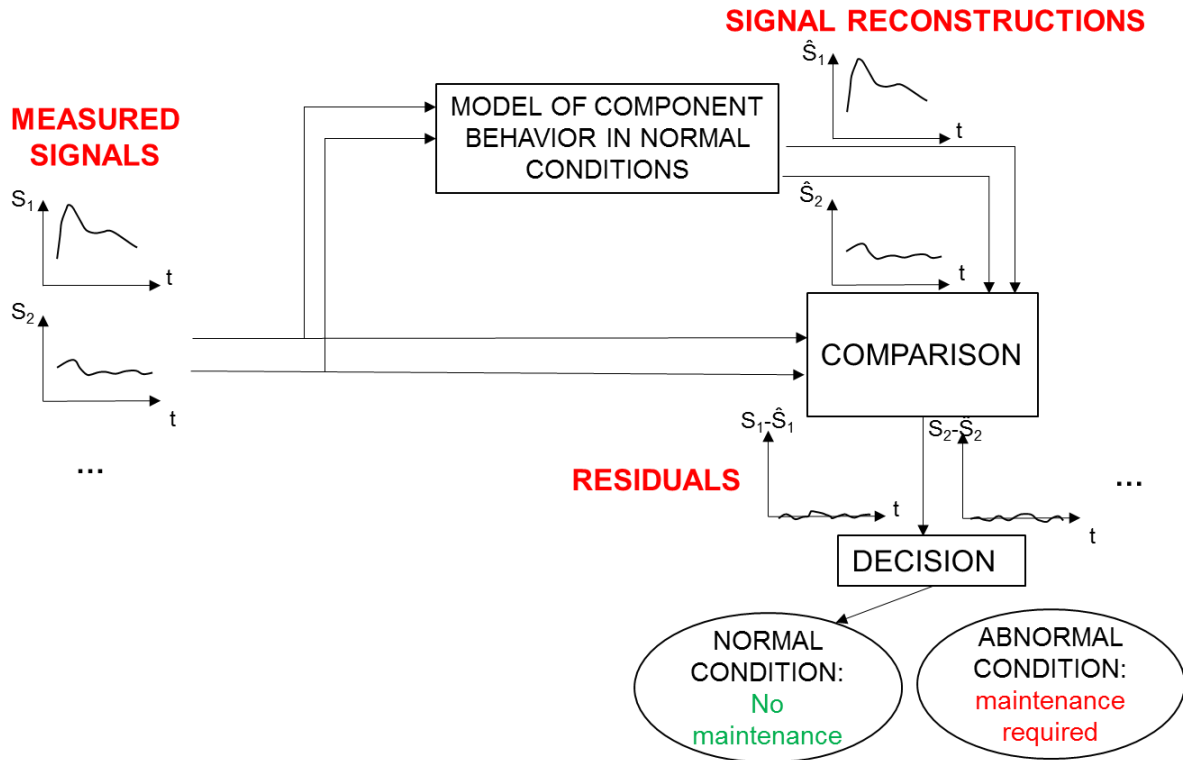 SIGNAL RECONSTRUCTIONS
Ŝ1
t
MODEL OF COMPONENT
BEHAVIOR IN NORMAL
CONDITIONS
MEASURED
SIGNALS
S1
t
Ŝ2
t
S2
t
...
COMPARISON
S1-Ŝ1
S2-Ŝ2
RESIDUALS
t
t
...
DECISION
NORMAL
CONDITION:
No
maintenance
ABNORMAL
CONDITION:
maintenance
required